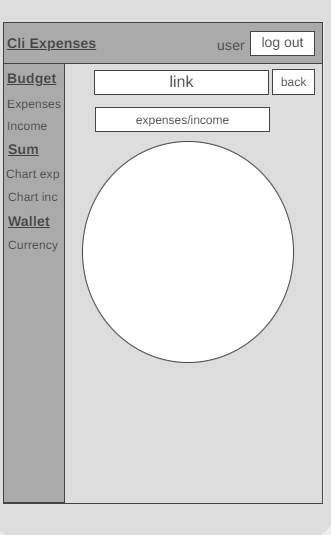 Cli Expenses
user
log out
Budget
Expenses
Income
Sum
Chart exp
Chart inc
Wallet
Currency
link
back
expenses/income